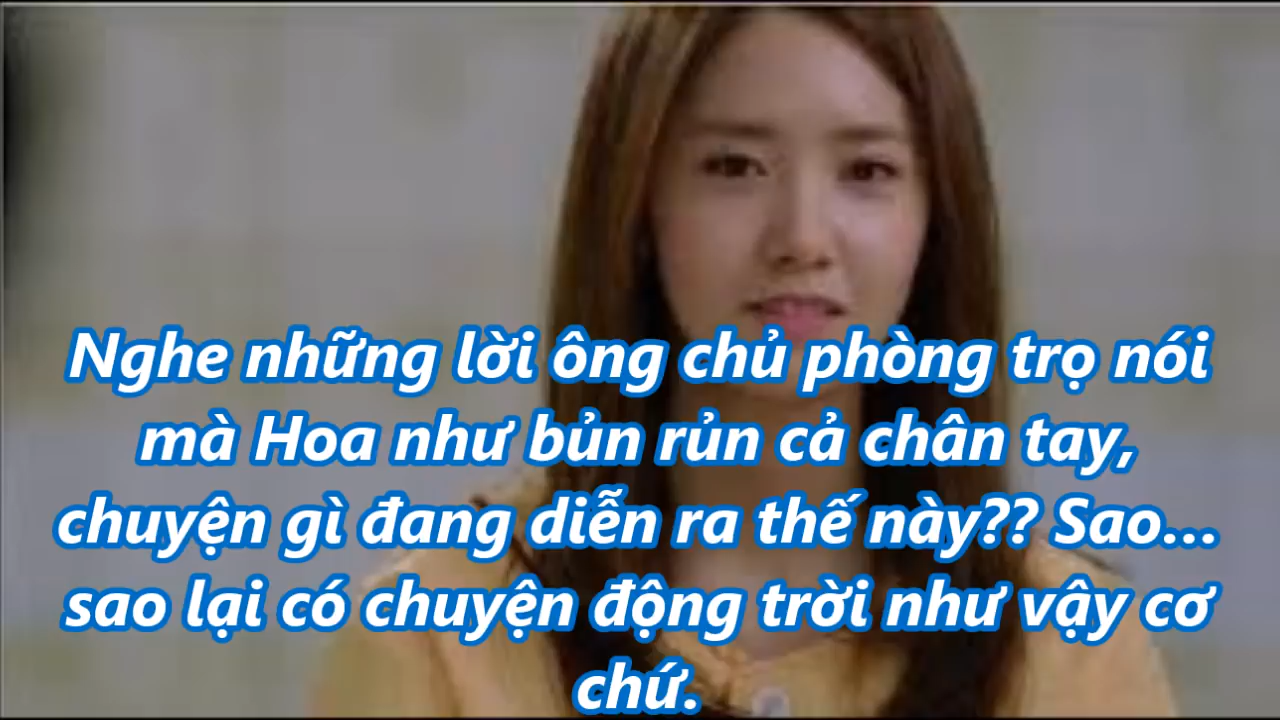 Nghe những lời ông chủ phòng trọ nói
mà Hoa như bủn rủn cả chân tay,
chuyện gì đang diễn ra thế này?? Sao...
sao lại có chuyện động trời như vậy cơ
chứ.